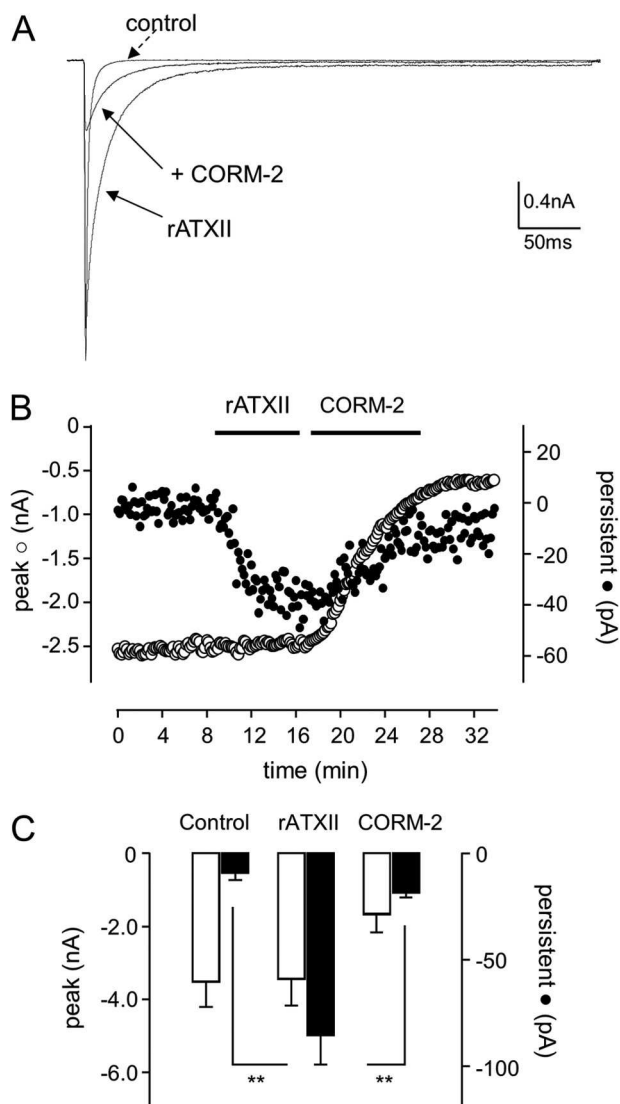 A
control
+ CORM-2
rATXII
0.4nA
50ms
B
rATXII CORM-2
0
-0.5
-1.0
-1.5
-2.0
-2.5
peak ○ (nA)
20
0
-20
-40
-60
persistent ● (pA)
0 4 8 12 16 20 24 28 32
time (min)
C
Control rATXII CORM-2
0
-2.0
-4.0
-6.0
peak (nA)
0
-50
-100
persistent ● (pA)
** **